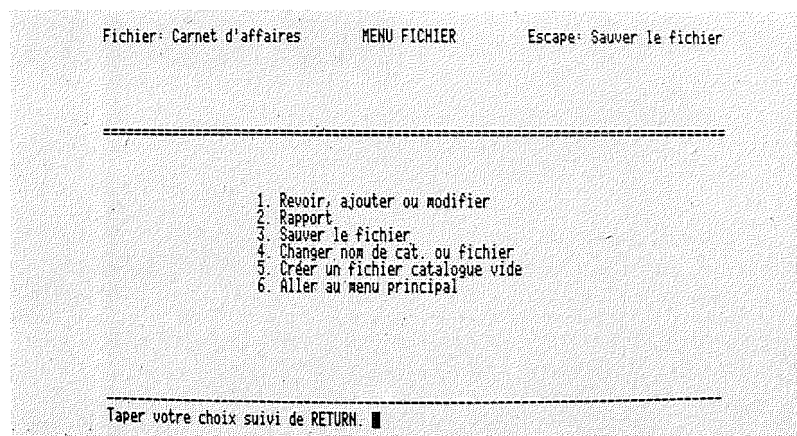 Fichier: Carnet d'affaires MENU FICHIER Escape: Sauver le fichier
1. Revoir, ajouter ou modifier
2. Rapport
3. Sauver le fichier
4. Changer nom de cat. ou fichier
5. Créer un fichier catalogue vide
6. Aller au menu principal
Taper votre choix suivi de RETURN.